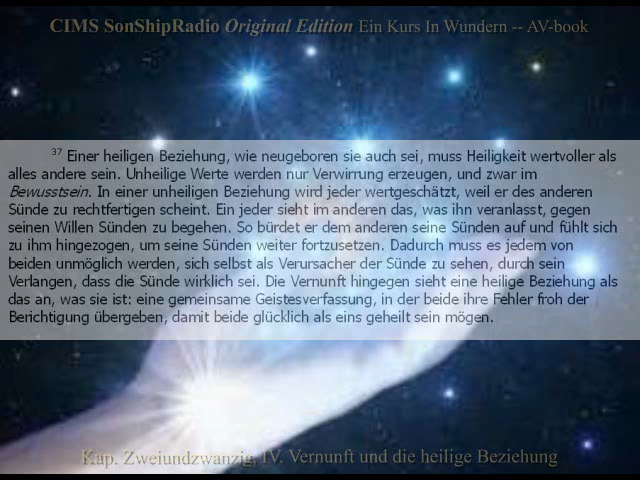 CIMS SonShipRadio Original Edition Ein Kurs In Wundern -- AV-book
37 Einer heiligen Beziehung, wie neugeboren sie auch sei, muss Heiligkeit wertvoller als
alles andere sein. Unheilige Werte werden nur Verwirrung erzeugen, und zwar im
Bewusstsein. In einer unheiligen Beziehung wird jeder wertgeschätzt, weil er des anderen
Sünde zu rechtfertigen scheint. Ein jeder sieht im anderen das, was ihn veranlasst, gegen
seinen Willen Sünden zu begehen. So bürdet er dem anderen seine Sünden auf und fühlt sich
zu ihm hingezogen, um seine Sünden weiter fortzusetzen. Dadurch muss es jedem von
beiden unmöglich werden, sich selbst als Verursacher der Sünde zu sehen, durch sein
Verlangen, dass die Sünde wirklich sei. Die Vernunft hingegen sieht eine heilige Beziehung als
das an, was sie ist: eine gemeinsame Geistesverfassung, in der beide ihre Fehler froh der
Berichtigung übergeben, damit beide glücklich als eins geheilt sein mögen.
Kap. Zweiundzwanzig, IV. Vernunft und die heilige Beziehung